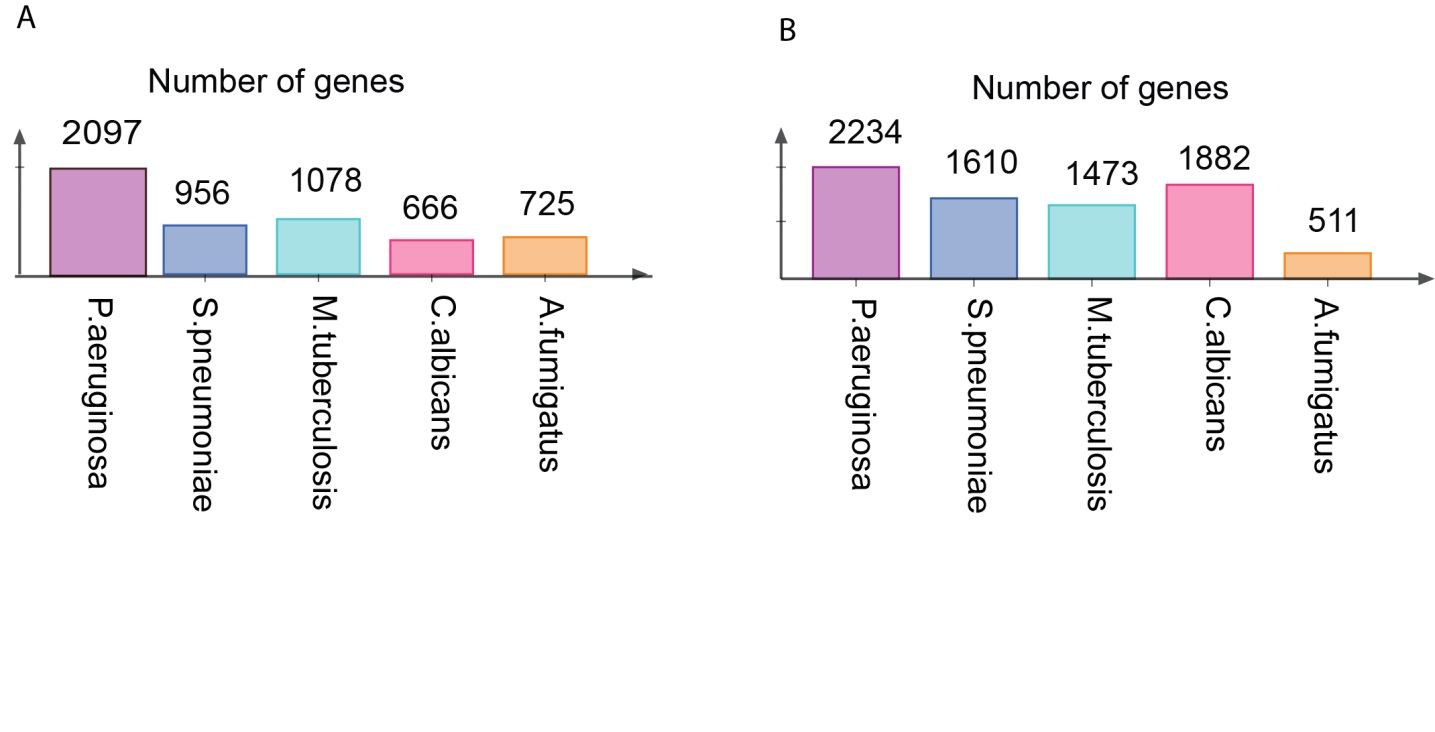 A
Number of genes
2097
956
1078
666
725
P.aeruginosa
S.pneumoniae
M.tuberculosis
C.albicans
A.fumigatus
B
Number of genes
2234
1610
1473
1882
511
P.aeruginosa
S.pneumoniae
M.tuberculosis
C.albicans
A.fumigatus